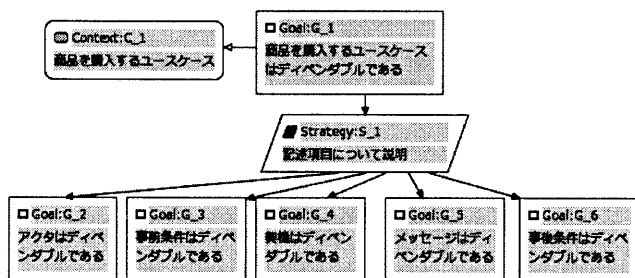 Context:C_1
商品を購入するユースケース
Goal:G_1
商品を購入するユースケース
はディペンダブルである
Strategy:S_1
記述項目について説明
Goal:G_2
アクタはディペ
ンダブルである
Goal:G_3
事前条件はディペ
ンダブルである
Goal:G_4
はディペン
ダブルである
Goal:G_5
メッセージはディ
ペンダブルである
Goal:G_6
事後条件はディペ
ンダブルである